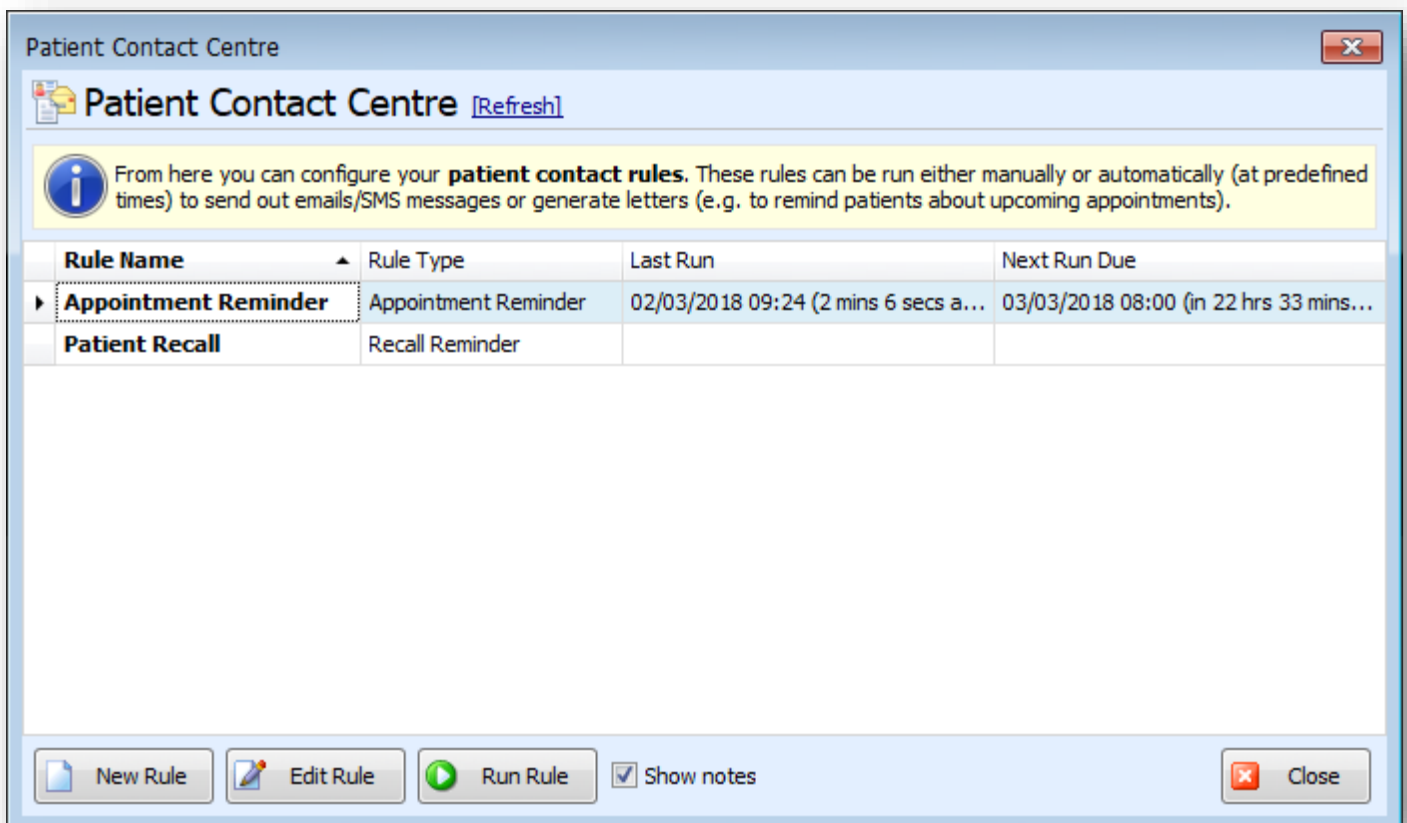 Patient Contact Centre
Patient Contact Centre [Refresh]
From here you can configure your patient contact rules. These rules can be run either manually or automatically (at predefined
times) to send out emails/SMS messages or generate letters (e.g. to remind patients about upcoming appointments).
Rule Name Rule Type Last Run Next Run Due
Appointment Reminder Appointment Reminder 02/03/2018 09:24 (2 mins 6 secs a... 03/03/2018 08:00 (in 22 hrs 33 mins...
Patient Recall Recall Reminder
New Rule Edit Rule Run Rule Show notes Close